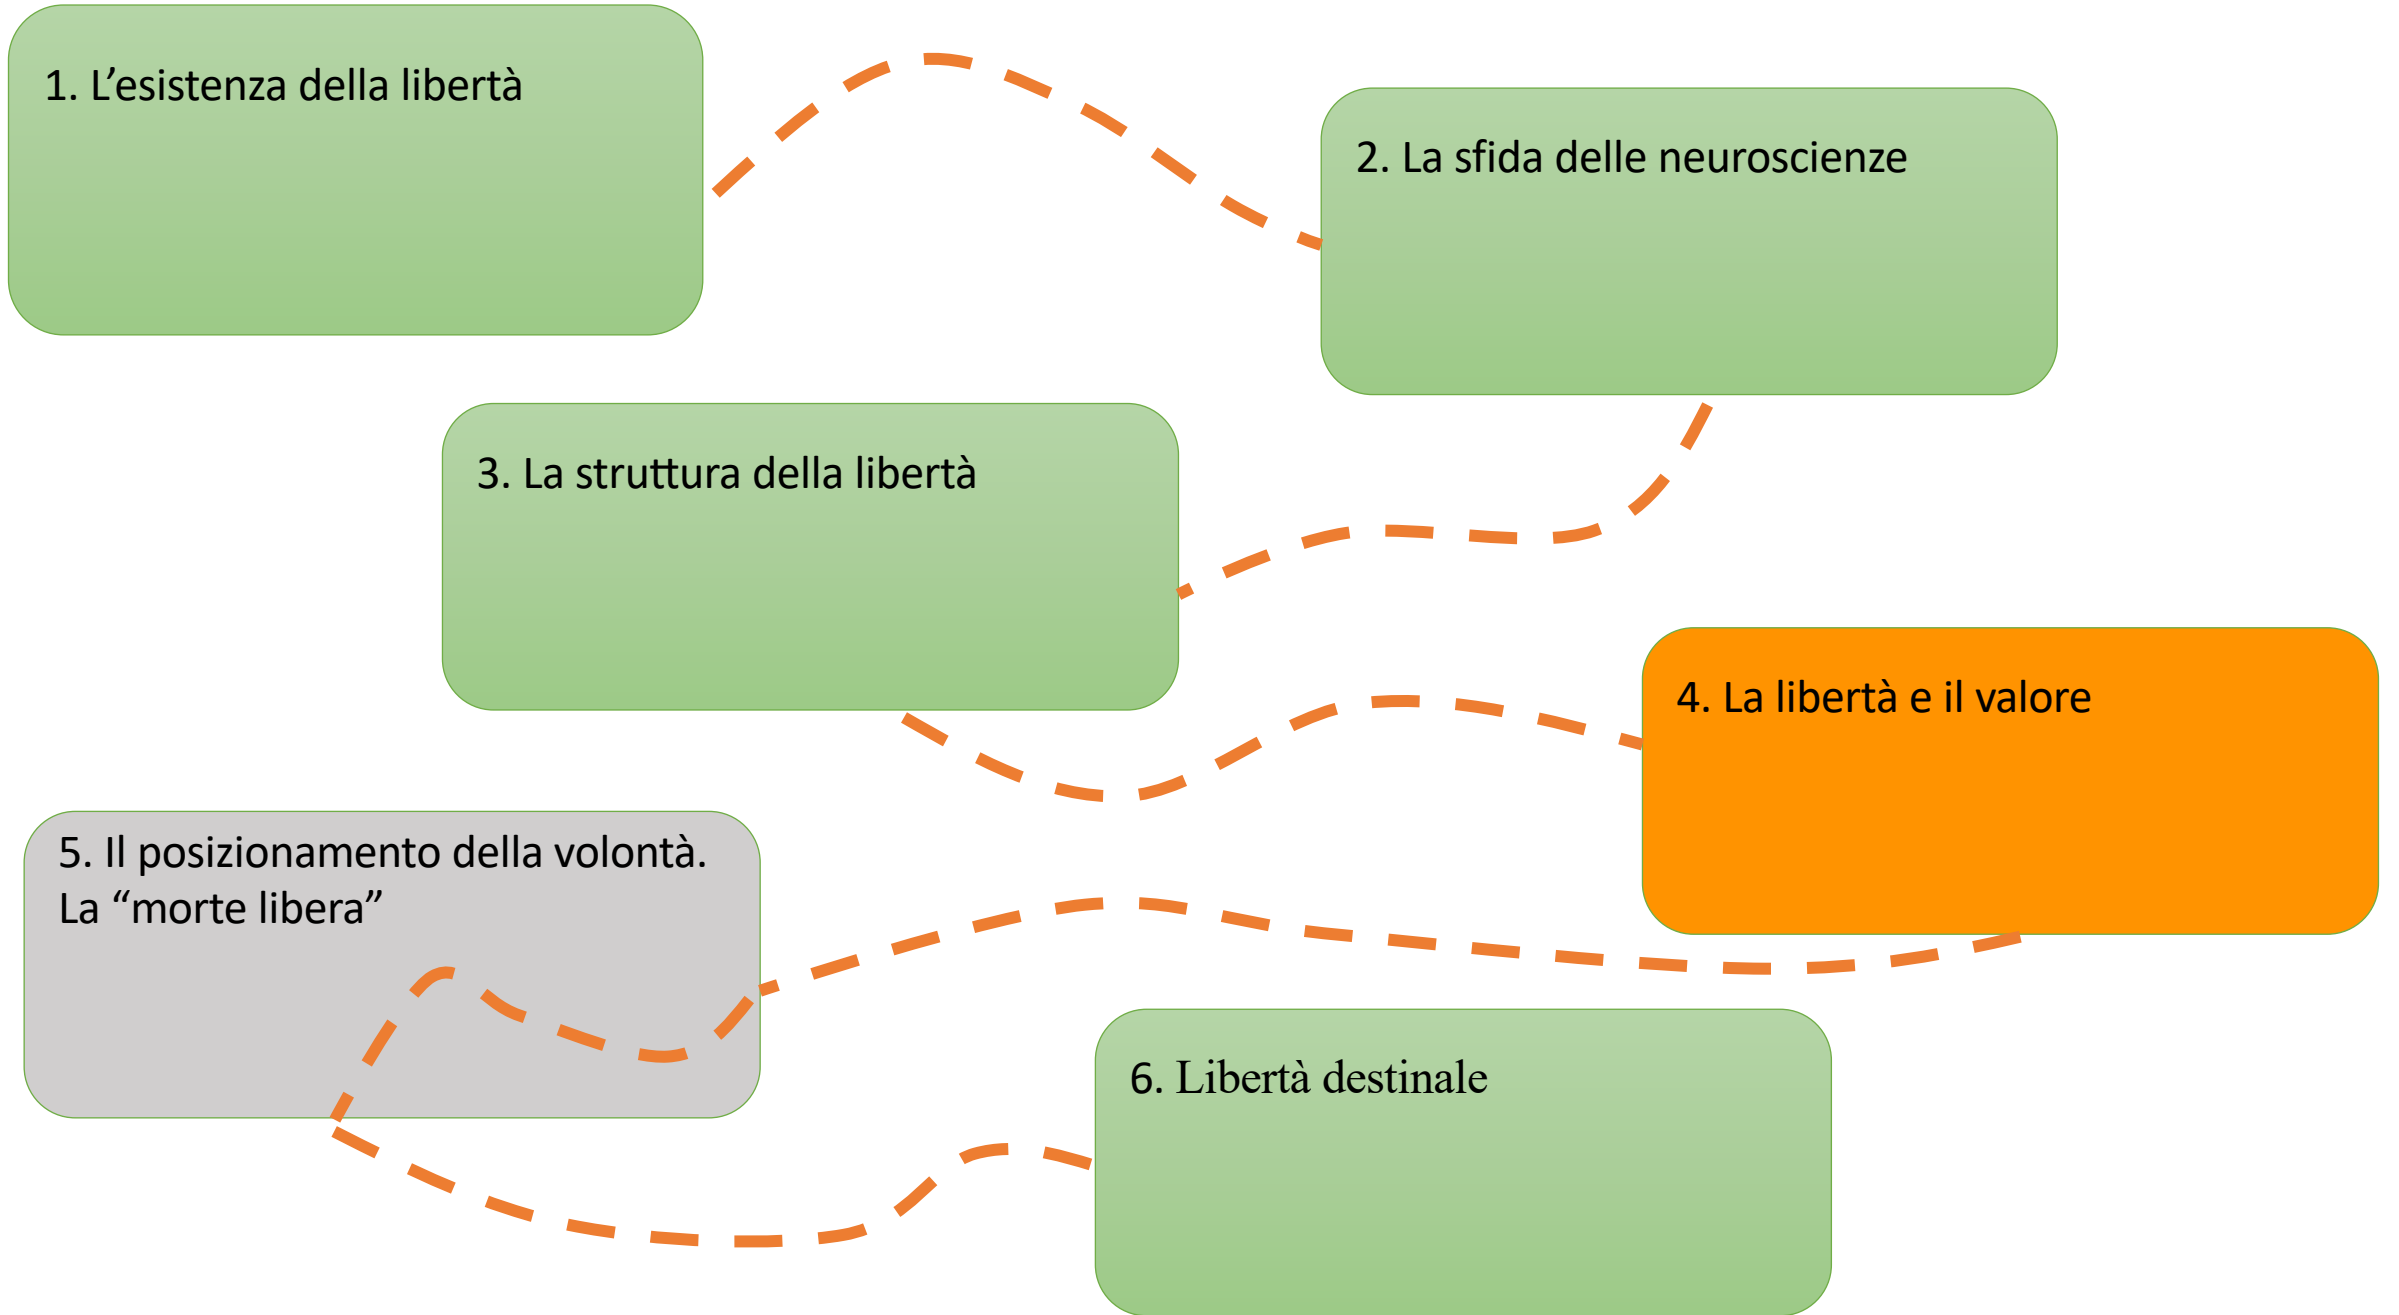 1. L’esistenza della libertà
2. La sfida delle neuroscienze
3. La struttura della libertà
4. La libertà e il valore
5. Il posizionamento della volontà.
La “morte libera”
6. Libertà destinale